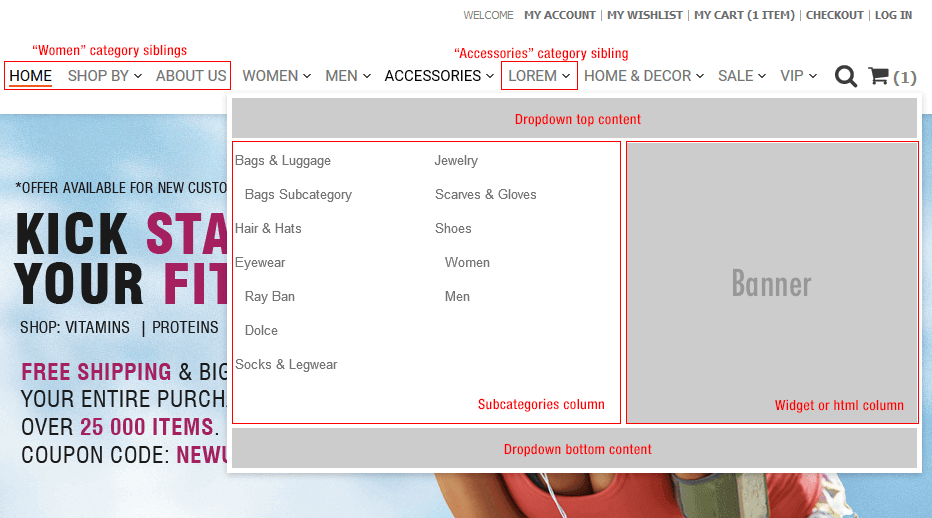 WELCOME MY ACCOUNT | MY WISHLIST | MY CART (1 ITEM) | CHECKOUT | LOG IN
“Women” category siblings
“Accessories” category sibling
HOME SHOP BY ABOUT US WOMEN MEN ACCESSORIES LOREM HOME & DECOR SALE VIP (1)
Dropdown top content
Bags & Luggage
Bags Subcategory
Hair & Hats
Eyewear
Ray Ban
Dolce
Socks & Legwear
Jewelry
Scarves & Gloves
Shoes
Women
Men
Subcategories column
Banner
Widget or html column
Dropdown bottom content
*OFFER AVAILABLE FOR NEW CUSTO
KICK STA
YOUR FIT
SHOP: VITAMINS | PROTEINS
FREE SHIPPING & BIG
YOUR ENTIRE PURCH
OVER 25 000 ITEMS.
COUPON CODE: NEWU